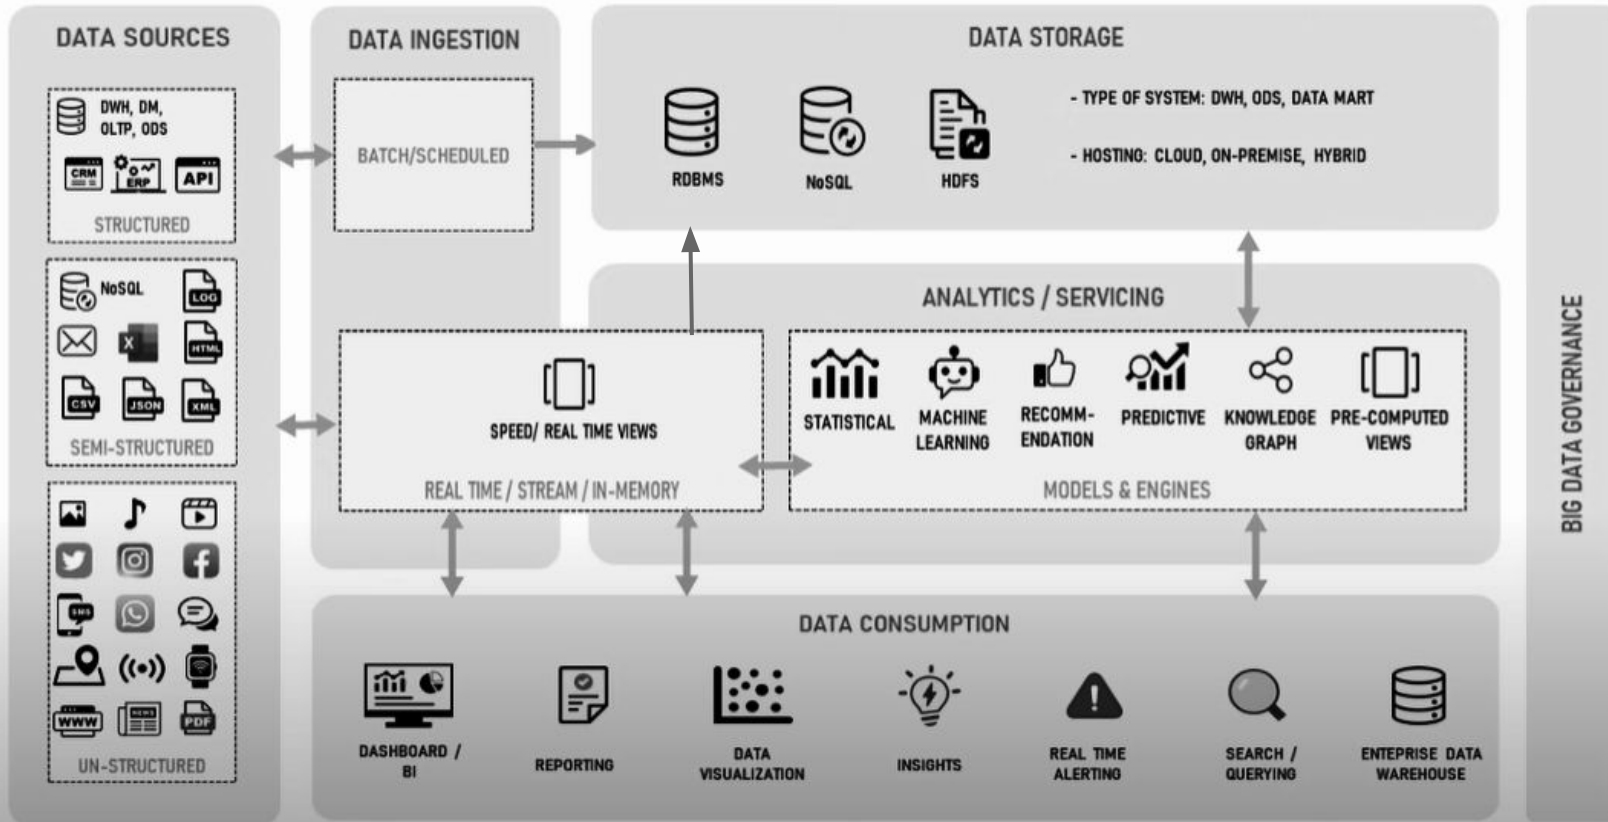 DATA SOURCES
DWH, DM,
OLTP, ODS
CRM
ERP
API
STRUCTURED
NoSQL
LOG
X
HTML
CSV
JSON
XML
SEMI-STRUCTURED
SMS
WWW
NEWS
PDF
UN-STRUCTURED
DATA INGESTION
BATCH/SCHEDULED
DATA STORAGE
RDBMS
NoSQL
HDFS
- TYPE OF SYSTEM: DWH, ODS, DATA MART
- HOSTING: CLOUD, ON-PREMISE, HYBRID
ANALYTICS / SERVICING
SPEED/ REAL TIME VIEWS
REAL TIME / STREAM / IN-MEMORY
STATISTICAL
MACHINE
LEARNING
RECOMM-
ENDATION
PREDICTIVE
KNOWLEDGE
GRAPH
PRE-COMPUTED
VIEWS
MODELS & ENGINES
DATA CONSUMPTION
DASHBOARD /
BI
REPORTING
DATA
VISUALIZATION
INSIGHTS
REAL TIME
ALERTING
SEARCH /
QUERYING
ENTEPRISE DATA
WAREHOUSE
BIG DATA GOVERNANCE